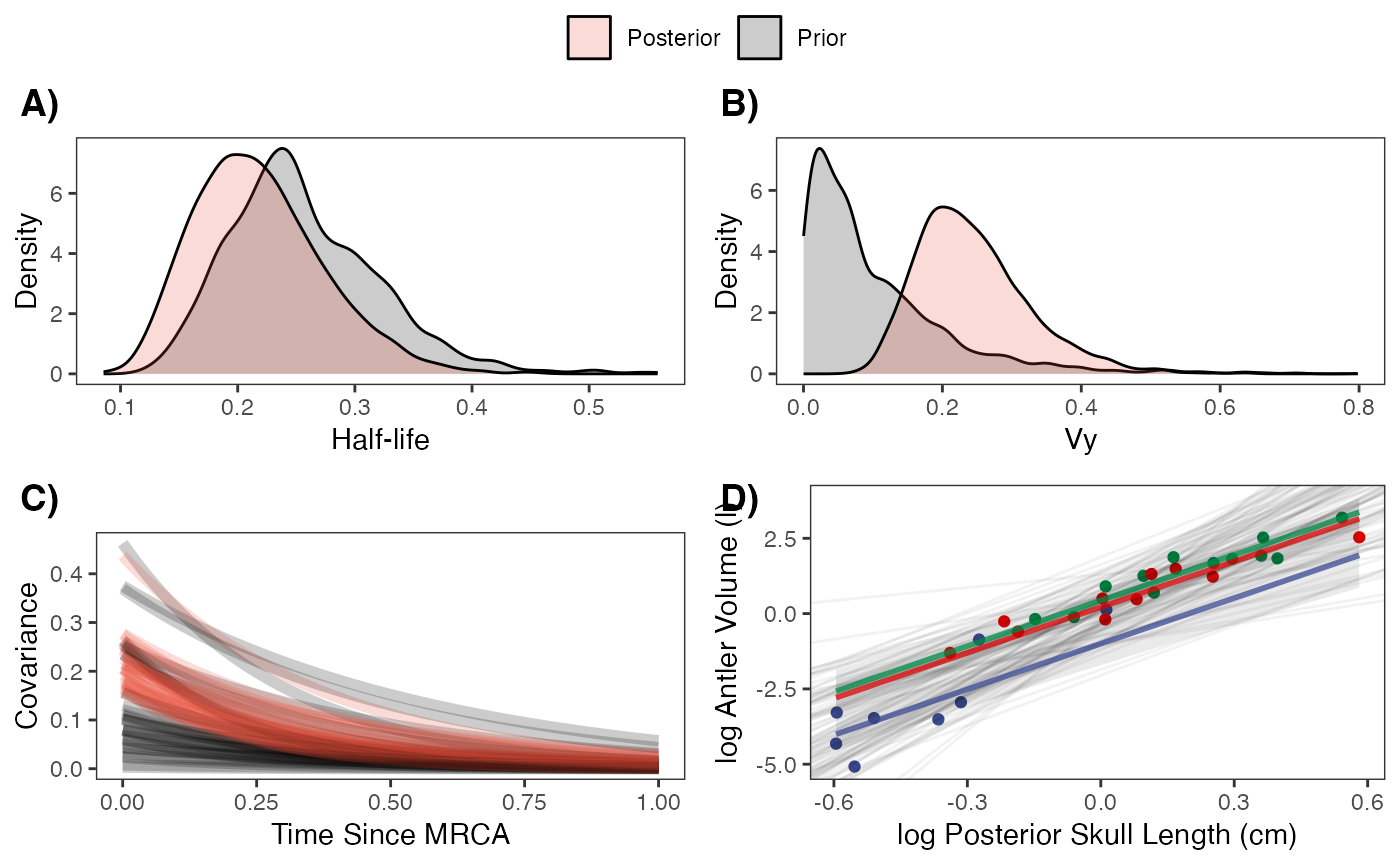 Posterior Prior
A)
Density
6
4
2
0
0.1 0.2 0.3 0.4 0.5
Half-life
B)
Density
6
4
2
0
0.0 0.2 0.4 0.6 0.8
Vy
C)
Covariance
0.4
0.3
0.2
0.1
0.0
0.00 0.25 0.50 0.75 1.00
Time Since MRCA
D)
log Antler Volume (l)
2.5
0.0
-2.5
-5.0
-0.6 -0.3 0.0 0.3 0.6
log Posterior Skull Length (cm)